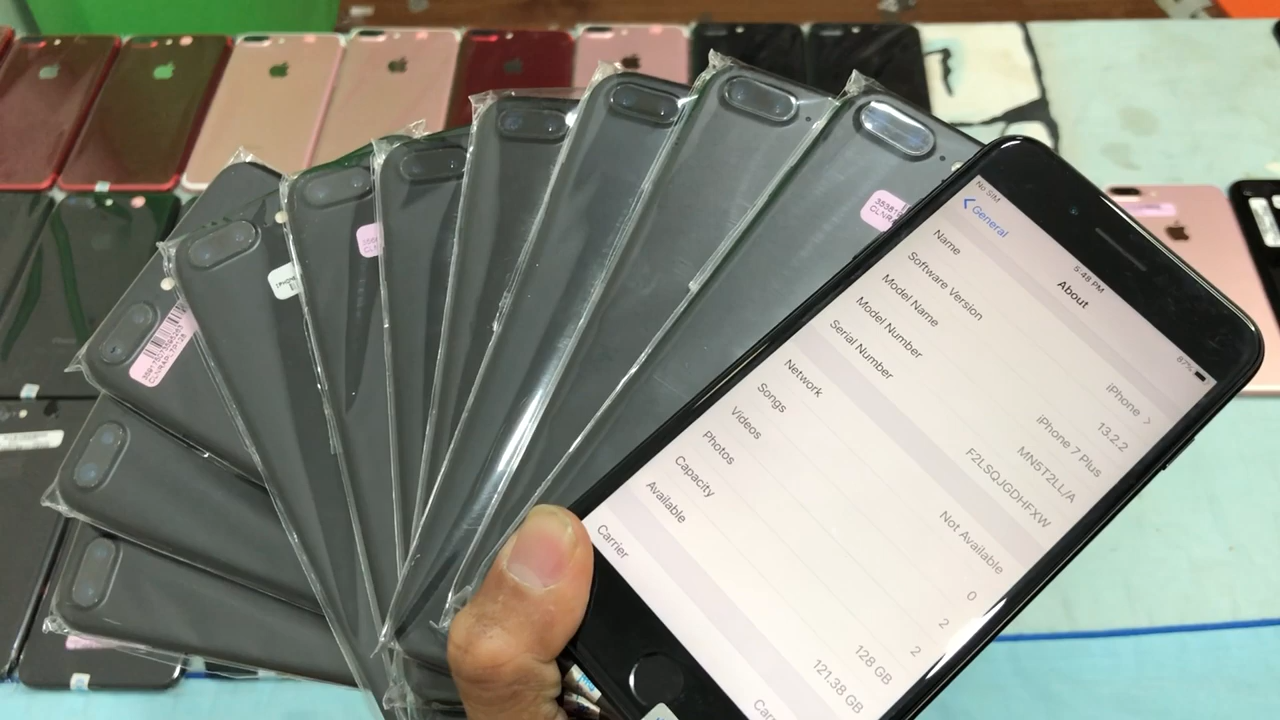 No SIM
5:48 PM
87%
General
About
Name
iPhone
Software Version
13.2.2
Model Name
iPhone 7 Plus
Model Number
MN5T2LL/A
Serial Number
F2LSQJGDHFXW
Network
Not Available
Songs
0
Videos
2
Photos
2
Capacity
128 GB
Available
121.38 GB
Carrier